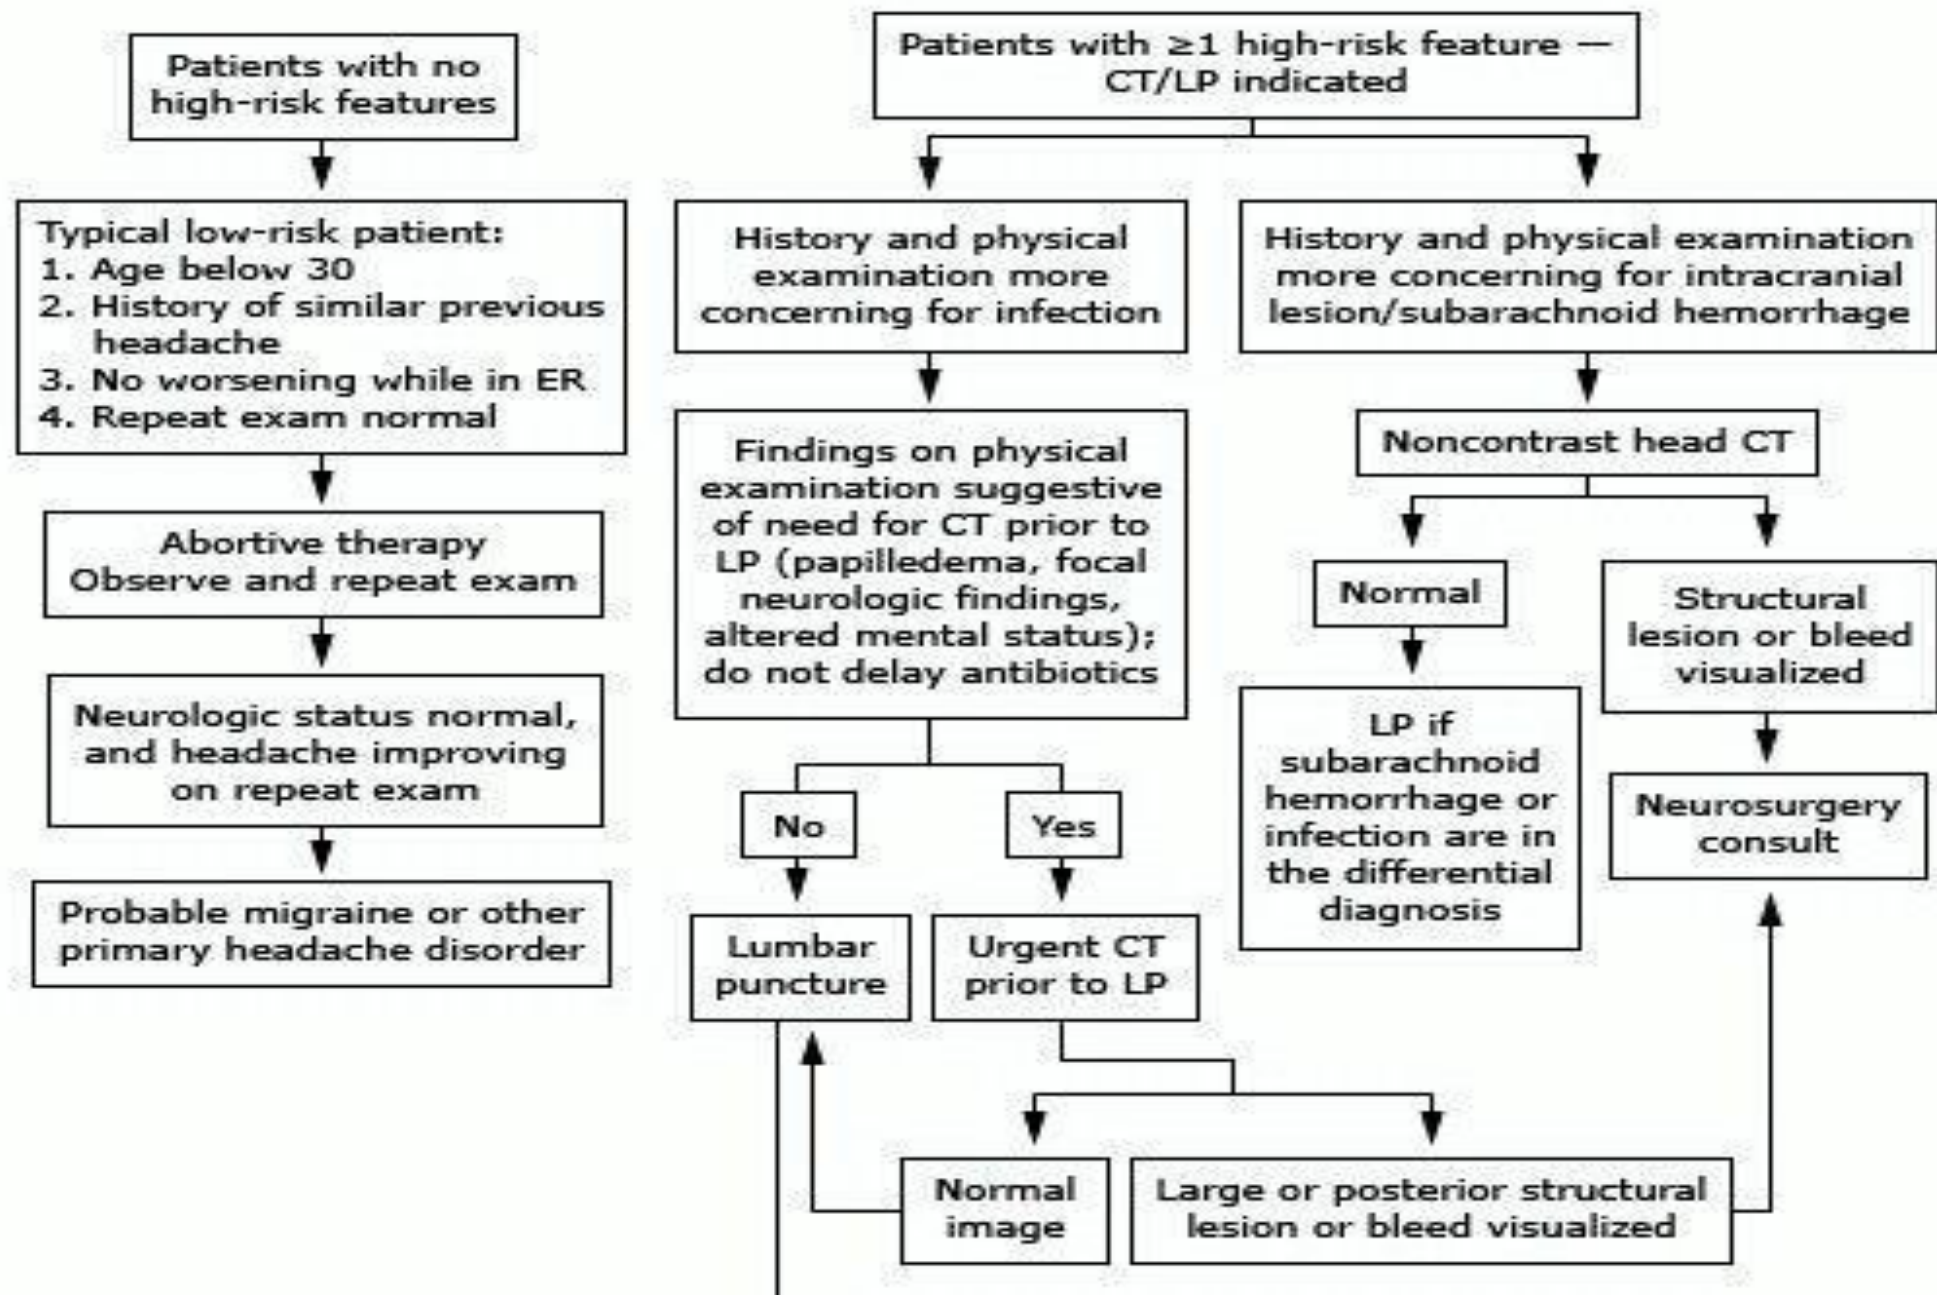 Patients with no
high-risk features
Typical low-risk patient:
1. Age below 30
2. History of similar previous
headache
3. No worsening while in ER
4. Repeat exam normal
Abortive therapy
Observe and repeat exam
Neurologic status normal,
and headache improving
on repeat exam
Probable migraine or other
primary headache disorder
Patients with ≥1 high-risk feature —
CT/LP indicated
History and physical
examination more
concerning for infection
Findings on physical
examination suggestive
of need for CT prior to
LP (papilledema, focal
neurologic findings,
altered mental status);
do not delay antibiotics
No
Yes
Lumbar
puncture
Urgent CT
prior to LP
Normal
image
Large or posterior structural
lesion or bleed visualized
History and physical examination
more concerning for intracranial
lesion/subarachnoid hemorrhage
Noncontrast head CT
Normal
LP if
subarachnoid
hemorrhage or
infection are in
the differential
diagnosis
Structural
lesion or bleed
visualized
Neurosurgery
consult